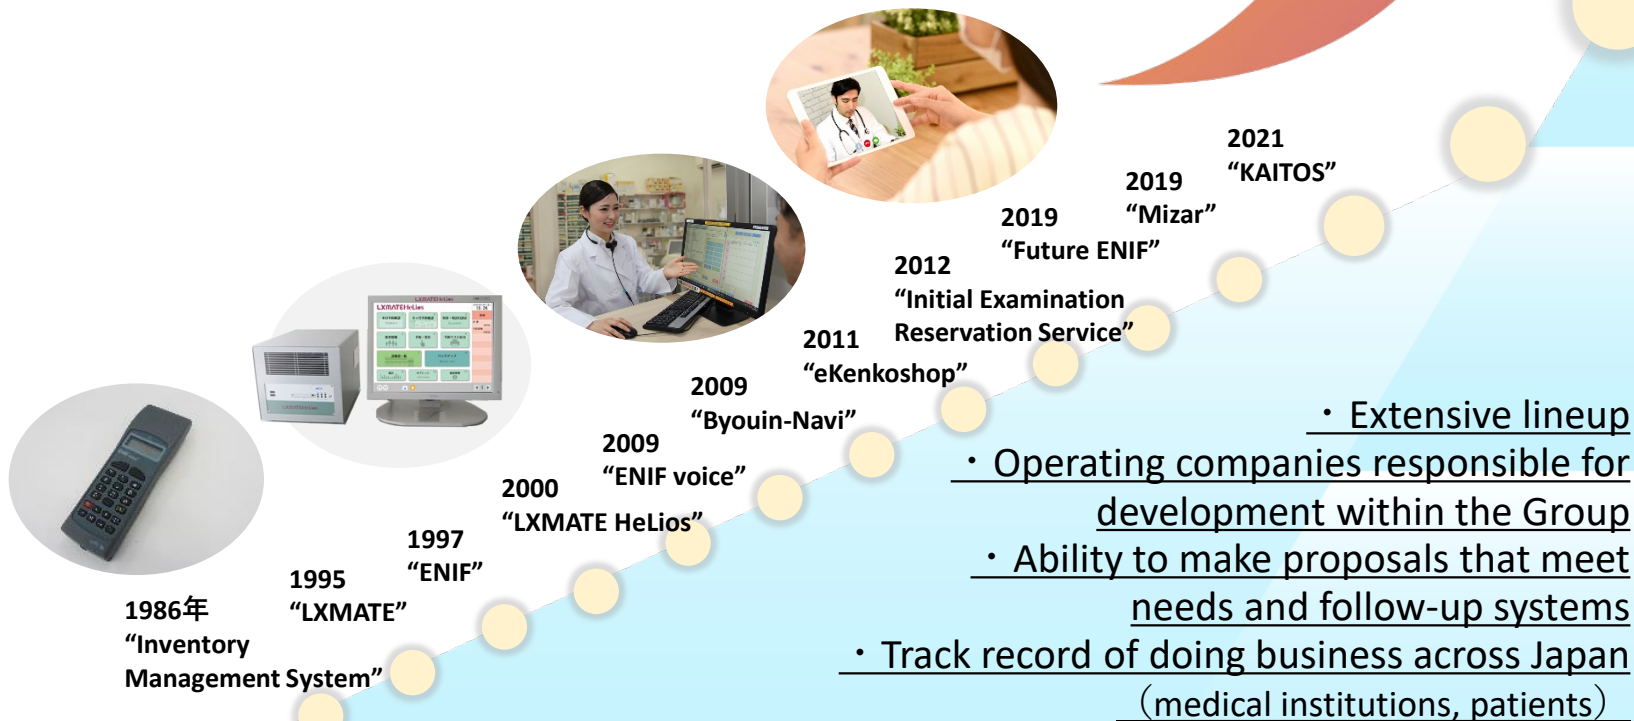 1986年
“Inventory
Management System”
1995
“LXMATE”
1997
“ENIF”
2000
“LXMATE HeLios”
2009
“ENIF voice”
2009
“Byouin-Navi”
2011
“eKenkoshop”
2012
“Initial Examination
Reservation Service”
2019
“Future ENIF”
2019
“Mizar”
2021
“KAITOS”
LXMATEHeLios
LXMATEHeLios
・Extensive lineup
・Operating companies responsible for
development within the Group
・Ability to make proposals that meet
needs and follow-up systems
・Track record of doing business across Japan
（medical institutions, patients）